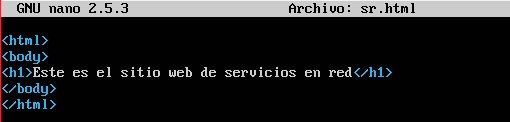 GNU nano 2.5.3 Archivo: sr.html
<html>
<body>
<h1>Este es el sitio web de servicios en red</h1>
</body>
</html>